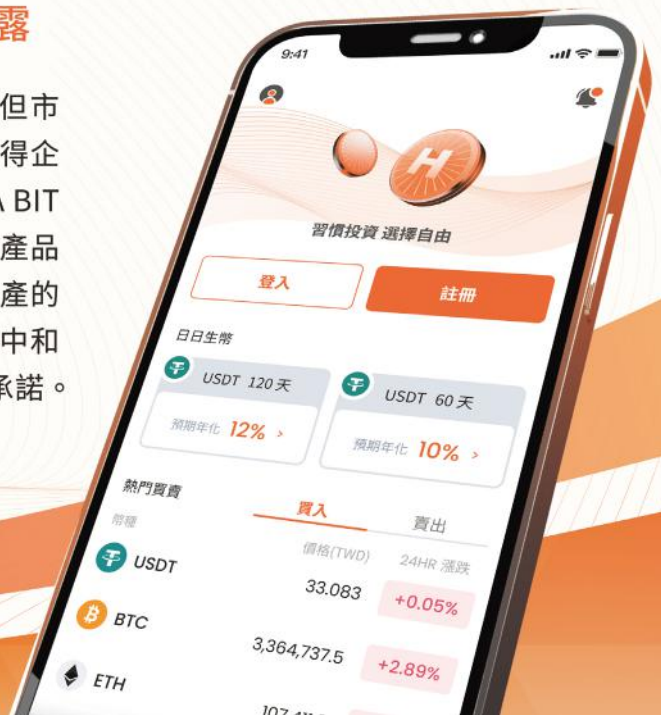 露
但市
得企
A BIT
產品
產的
中和
承諾。
9:41
H
習慣投資 選擇自由
登入
註冊
日日生幣
USDT 120 天
預期年化 12% >
USDT 60 天
預期年化 10% >
熱門買賣
買入
賣出
幣種
價格(TWD)
24HR 漲跌
USDT
33.083
+0.05%
BTC
3,364,737.5
+2.89%
ETH